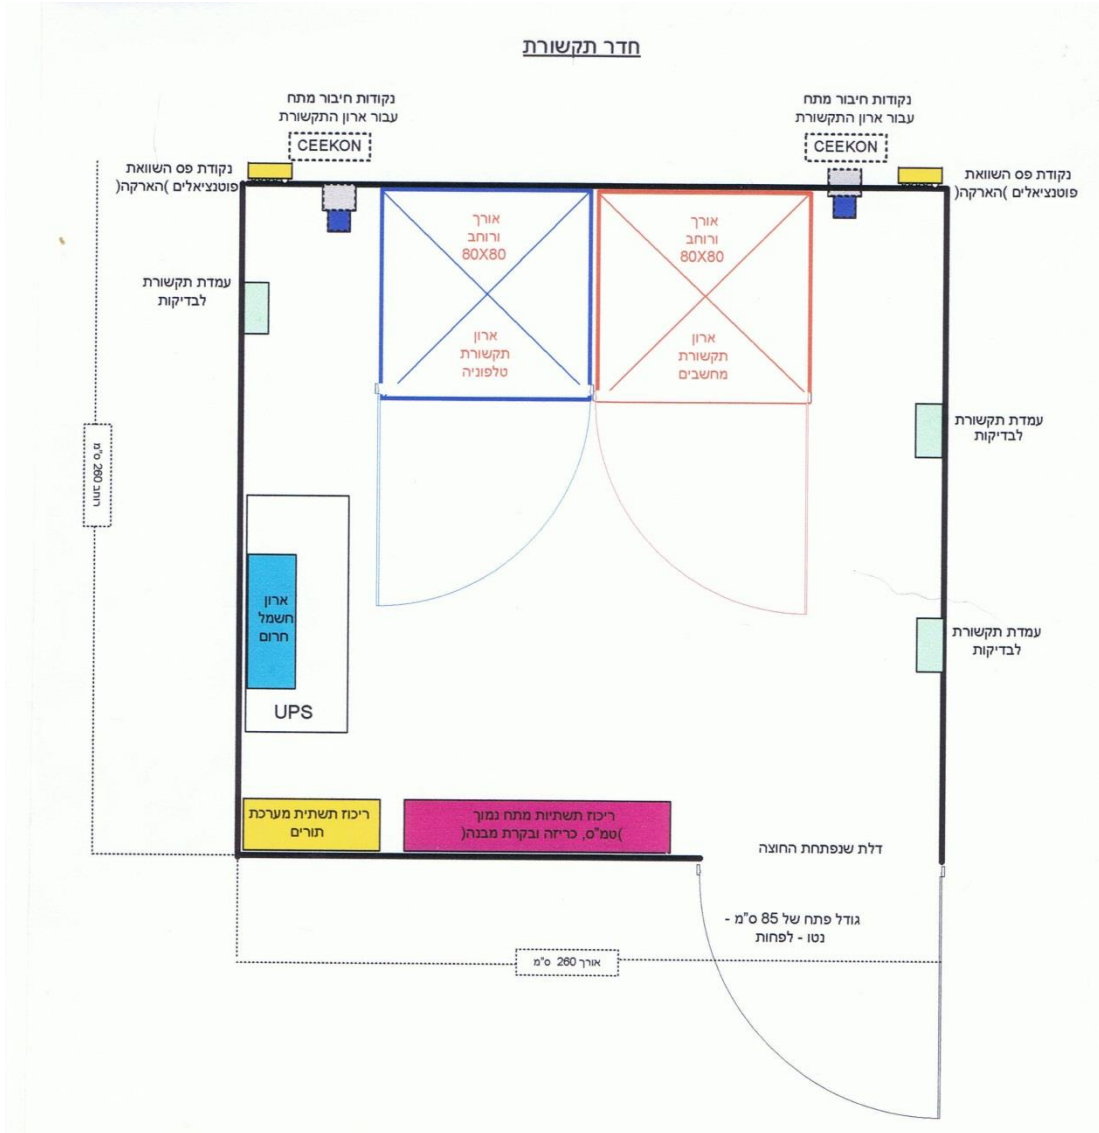 חדר תקשורת
נקודות חיבור מתח
עבור ארון התקשורת
CEEKON
נקודות חיבור מתח
עבור ארון התקשורת
CEEKON
נקודת פס השוואת
פוטנציאלים )הארקה(
נקודת פס השוואת
פוטנציאלים )הארקה(
אורך
ורוחב
80X80
ארון
תקשורת
מחשבים
אורך
ורוחב
80X80
ארון
תקשורת
טלפוניה
עמדת תקשורת
לבדיקות
עמדת תקשורת
לבדיקות
עמדת תקשורת
לבדיקות
רוחב 260 ס"מ
ארון
חשמל
חרום
UPS
ריכוז תשתיות מתח נמוך
)טמ"ס, כריזה ובקרת מבנה(
ריכוז תשתית מערכת
תורים
דלת שנפתחת החוצה
גודל פתח של 85 ס"מ -
נטו - לפחות
אורך 260 ס"מ